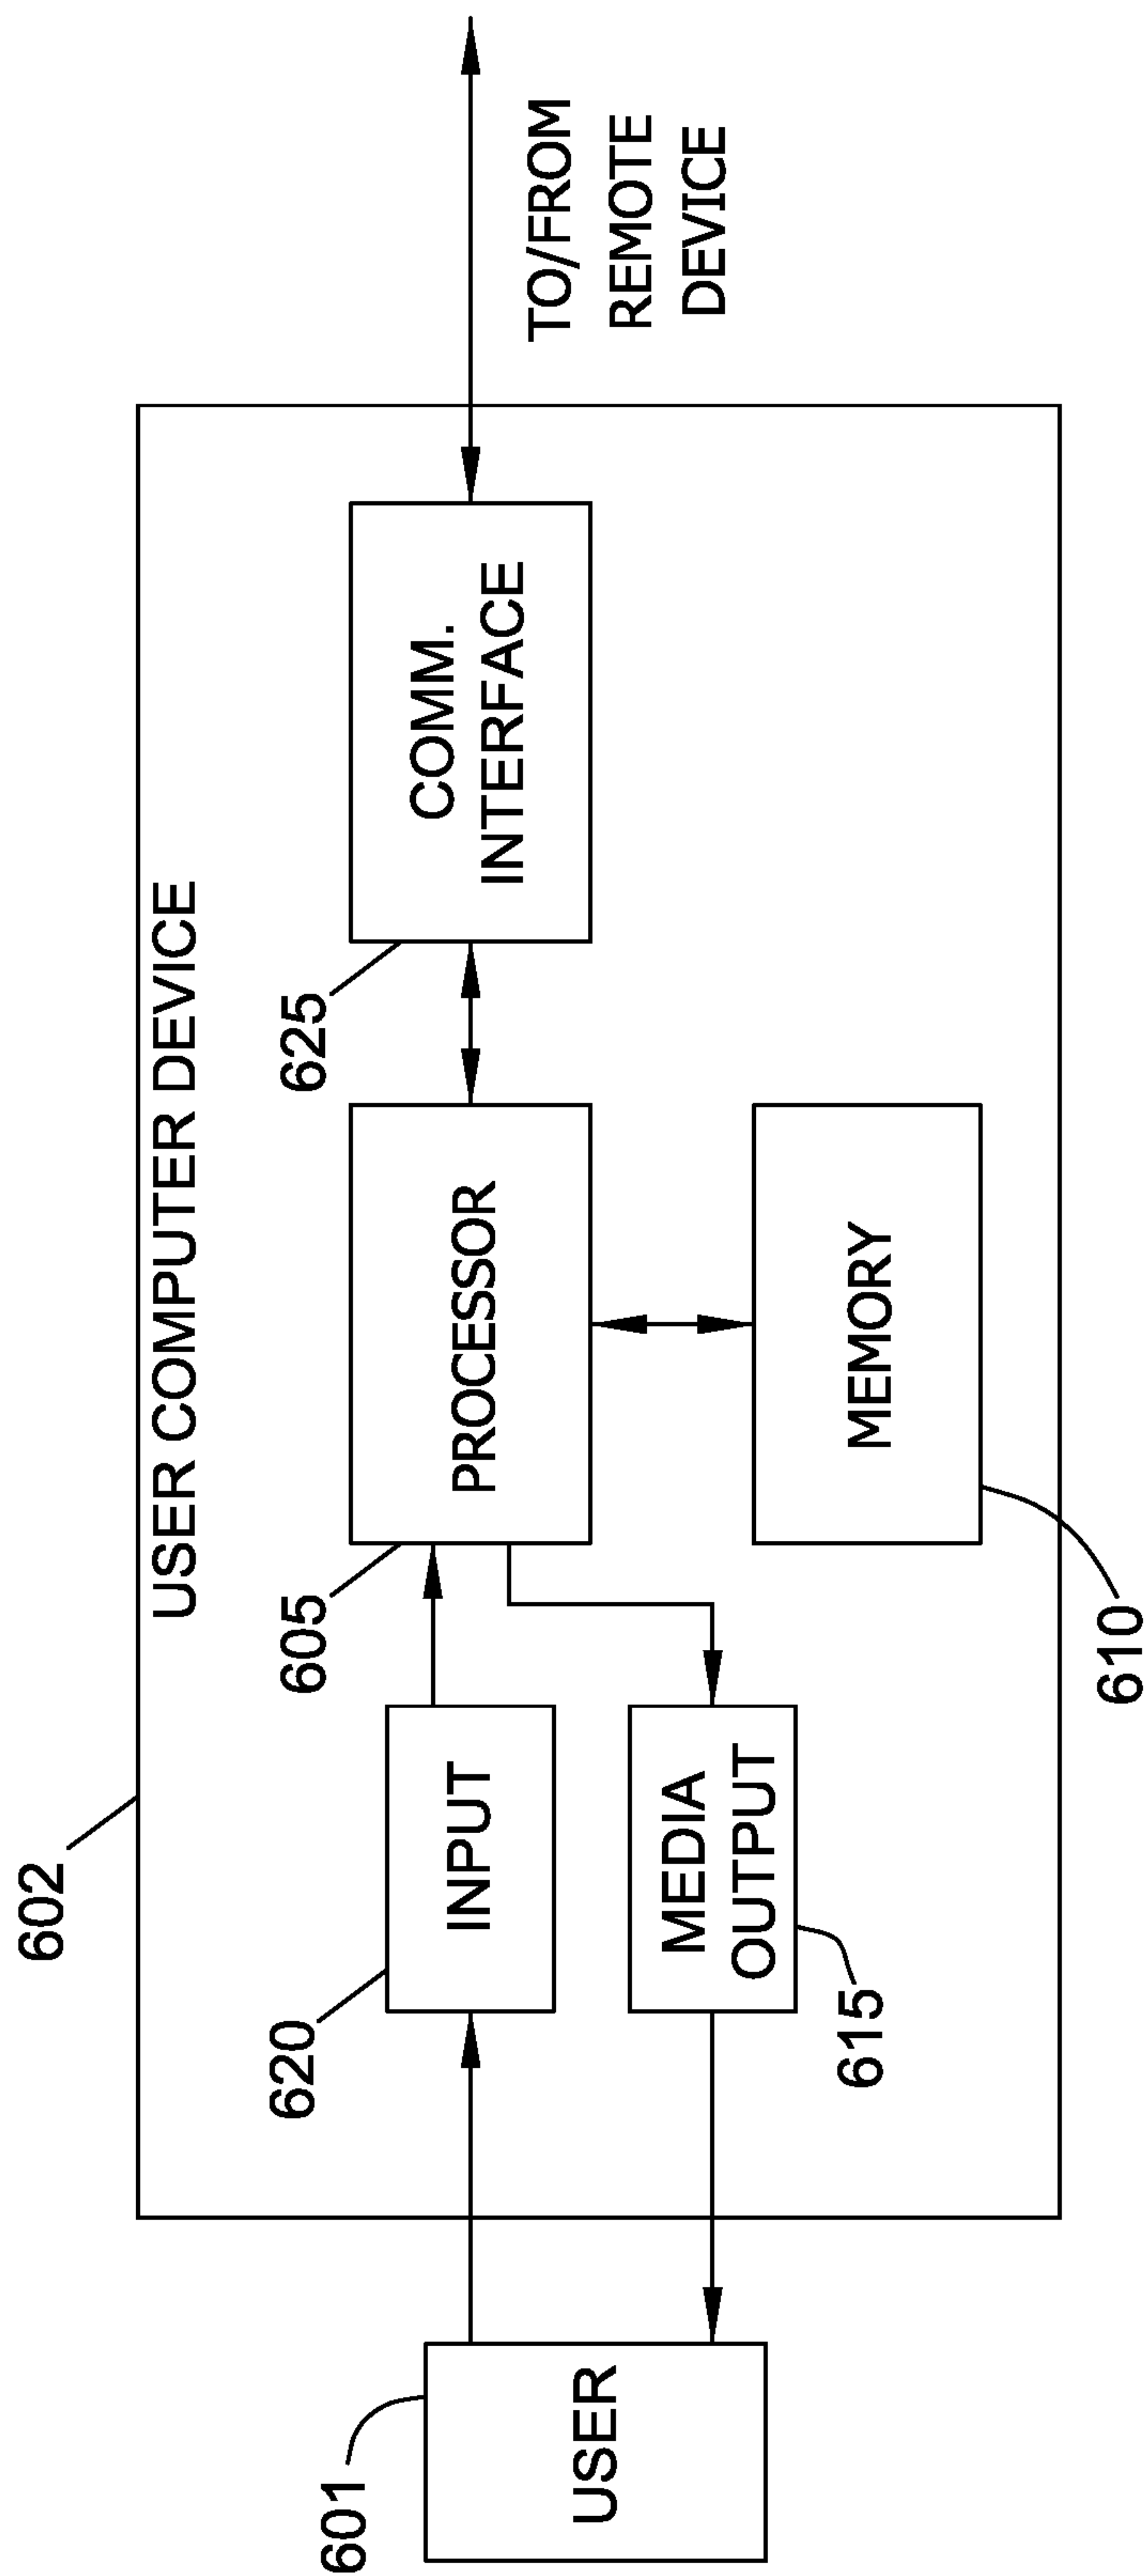 602
USER COMPUTER DEVICE
601
USER
620
INPUT
605
PROCESSOR
625
COMM.
INTERFACE
TO/FROM
REMOTE
DEVICE
MEDIA
OUTPUT
615
MEMORY
610